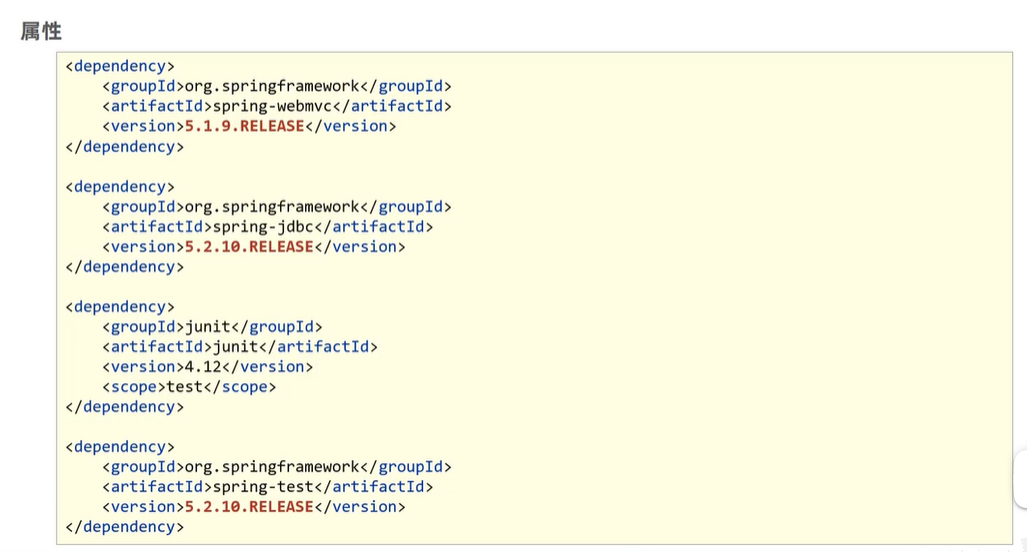 属性
<dependency>
<groupId>org.springframework</groupId>
<artifactId>spring-webmvc</artifactId>
<version>5.1.9.RELEASE</version>
</dependency>
<dependency>
<groupId>org.springframework</groupId>
<artifactId>spring-jdbc</artifactId>
<version>5.2.10.RELEASE</version>
</dependency>
<dependency>
<groupId>junit</groupId>
<artifactId>junit</artifactId>
<version>4.12</version>
<scope>test</scope>
</dependency>
<dependency>
<groupId>org.springframework</groupId>
<artifactId>spring-test</artifactId>
<version>5.2.10.RELEASE</version>
</dependency>